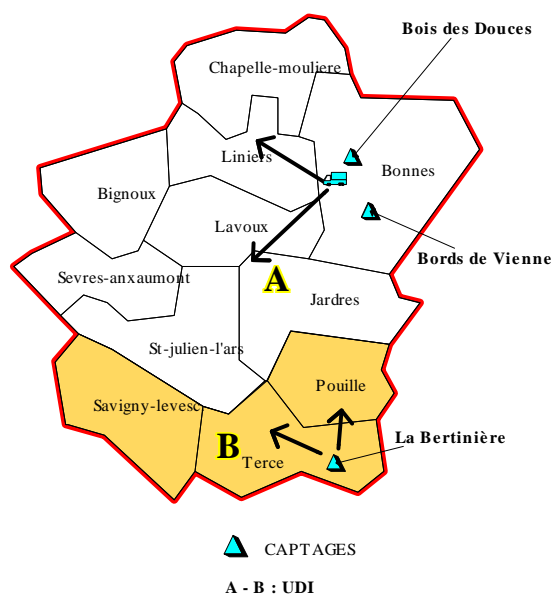 Bois des Douces
Chapelle-mouliere
Liniers
Bonnes
Bignoux
Lavoux
Bords de Vienne
Sevres-anxaumont
A
Jardres
St-julien-l'ars
Pouille
Savigny-levesc
La Bertinière
B
Terce
CAPTAGES
A - B : UDI